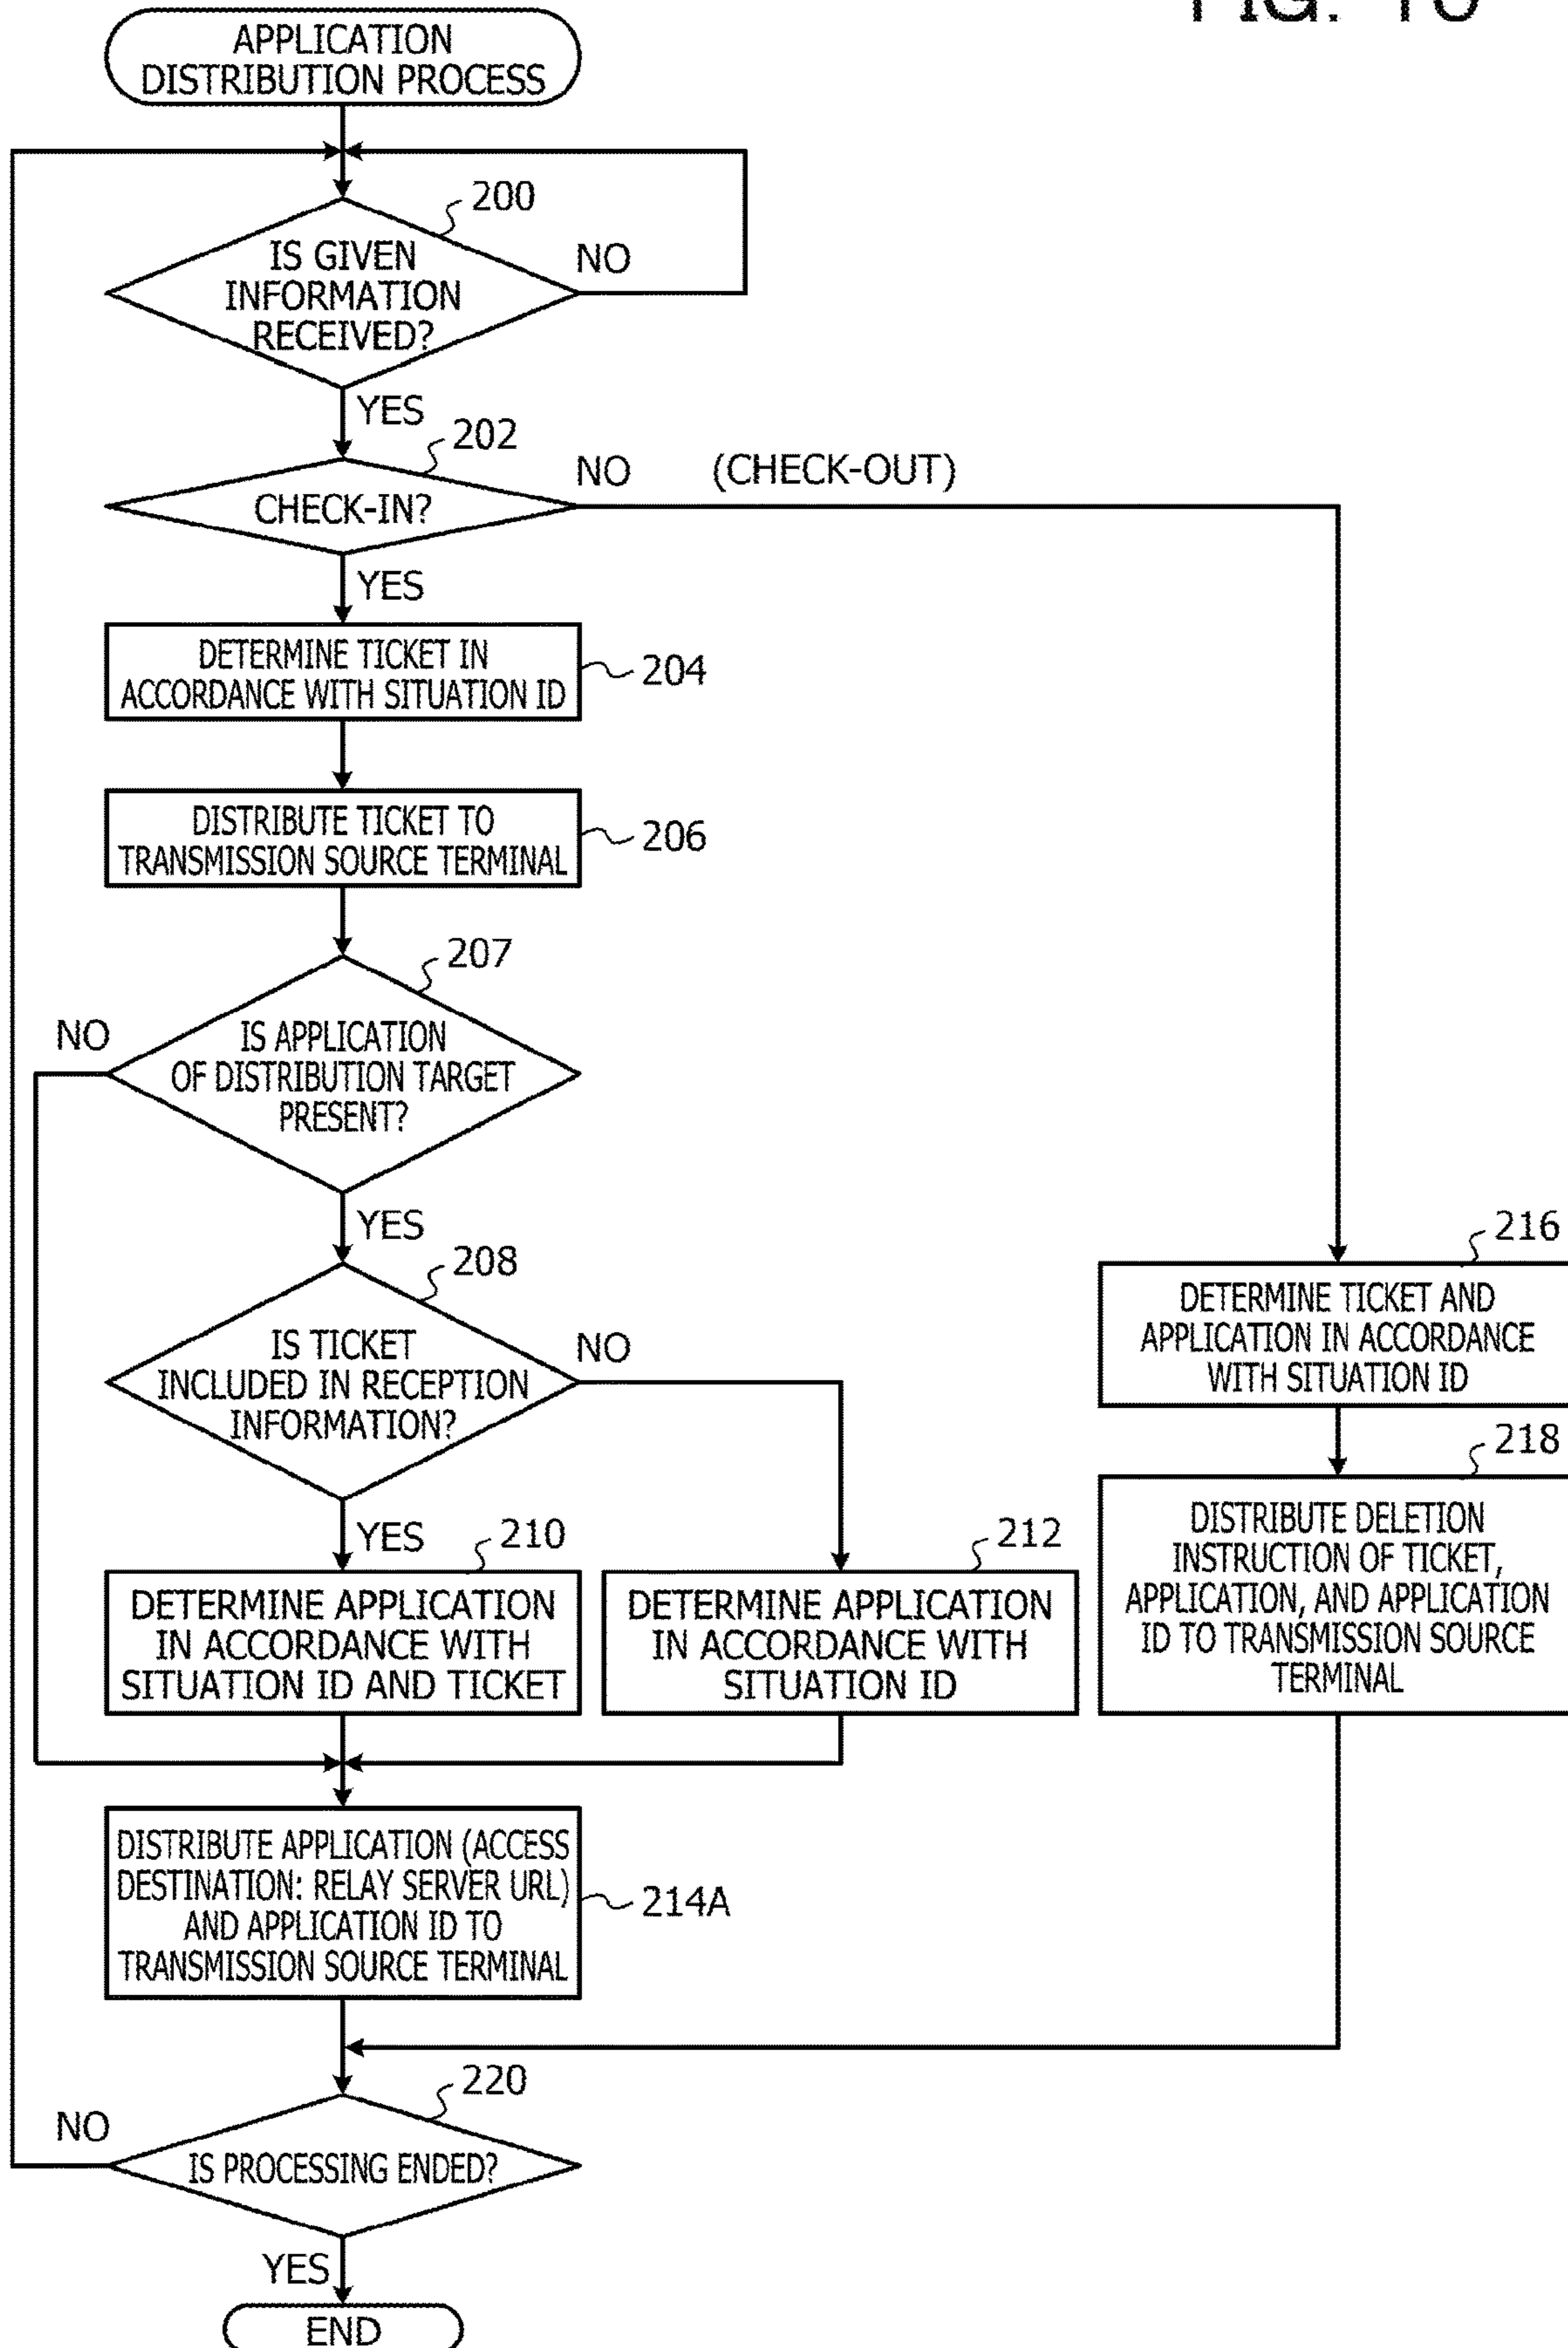 FIG. 10
APPLICATION
DISTRIBUTION PROCESS
200
IS GIVEN
INFORMATION
RECEIVED?
NO
YES
202
CHECK-IN?
NO (CHECK-OUT)
YES
DETERMINE TICKET IN
ACCORDANCE WITH SITUATION ID
204
DISTRIBUTE TICKET TO
TRANSMISSION SOURCE TERMINAL
206
207
NO
IS APPLICATION
OF DISTRIBUTION TARGET
PRESENT?
YES
208
IS TICKET
INCLUDED IN RECEPTION
INFORMATION?
NO
YES
210
DETERMINE APPLICATION
IN ACCORDANCE WITH
SITUATION ID AND TICKET
212
DETERMINE APPLICATION
IN ACCORDANCE WITH
SITUATION ID
216
DETERMINE TICKET AND
APPLICATION IN ACCORDANCE
WITH SITUATION ID
218
DISTRIBUTE DELETION
INSTRUCTION OF TICKET,
APPLICATION, AND APPLICATION
ID TO TRANSMISSION SOURCE
TERMINAL
DISTRIBUTE APPLICATION (ACCESS
DESTINATION: RELAY SERVER URL)
AND APPLICATION ID TO
TRANSMISSION SOURCE TERMINAL
214A
220
NO
IS PROCESSING ENDED?
YES
END